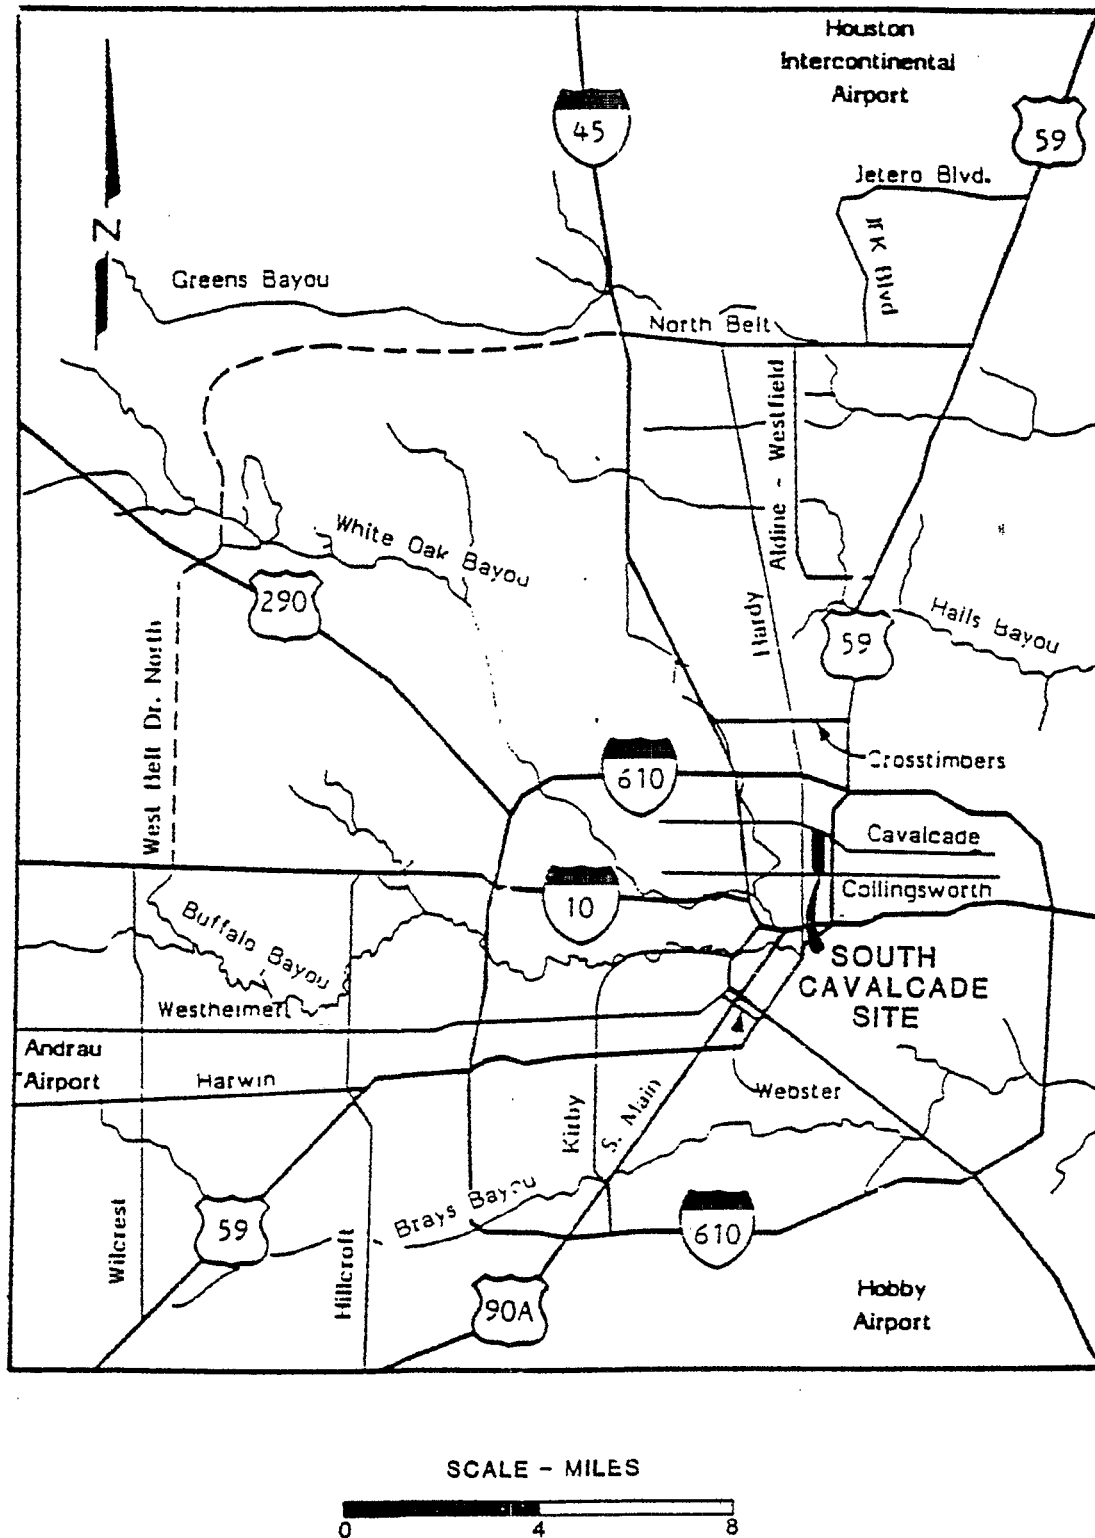 Houston
Intercontinental
Airport
45
59
Jetero Blvd.
JFK Blvd
N
Greens Bayou
North Belt
Aldine - Westfield
White Oak Bayou
290
Hardy
59
Halls Bayou
West Belt Dr. North
Crosstimbers
610
Cavalcade
10
Collingsworth
Buffalo Bayou
SOUTH
CAVALCADE
SITE
Westheimer
Andrau
Airport
Harwin
Webster
Kirby
S. Main
Brays Bayou
Wilcrest
59
Hillcroft
610
90A
Hobby
Airport
SCALE - MILES
0 4 8